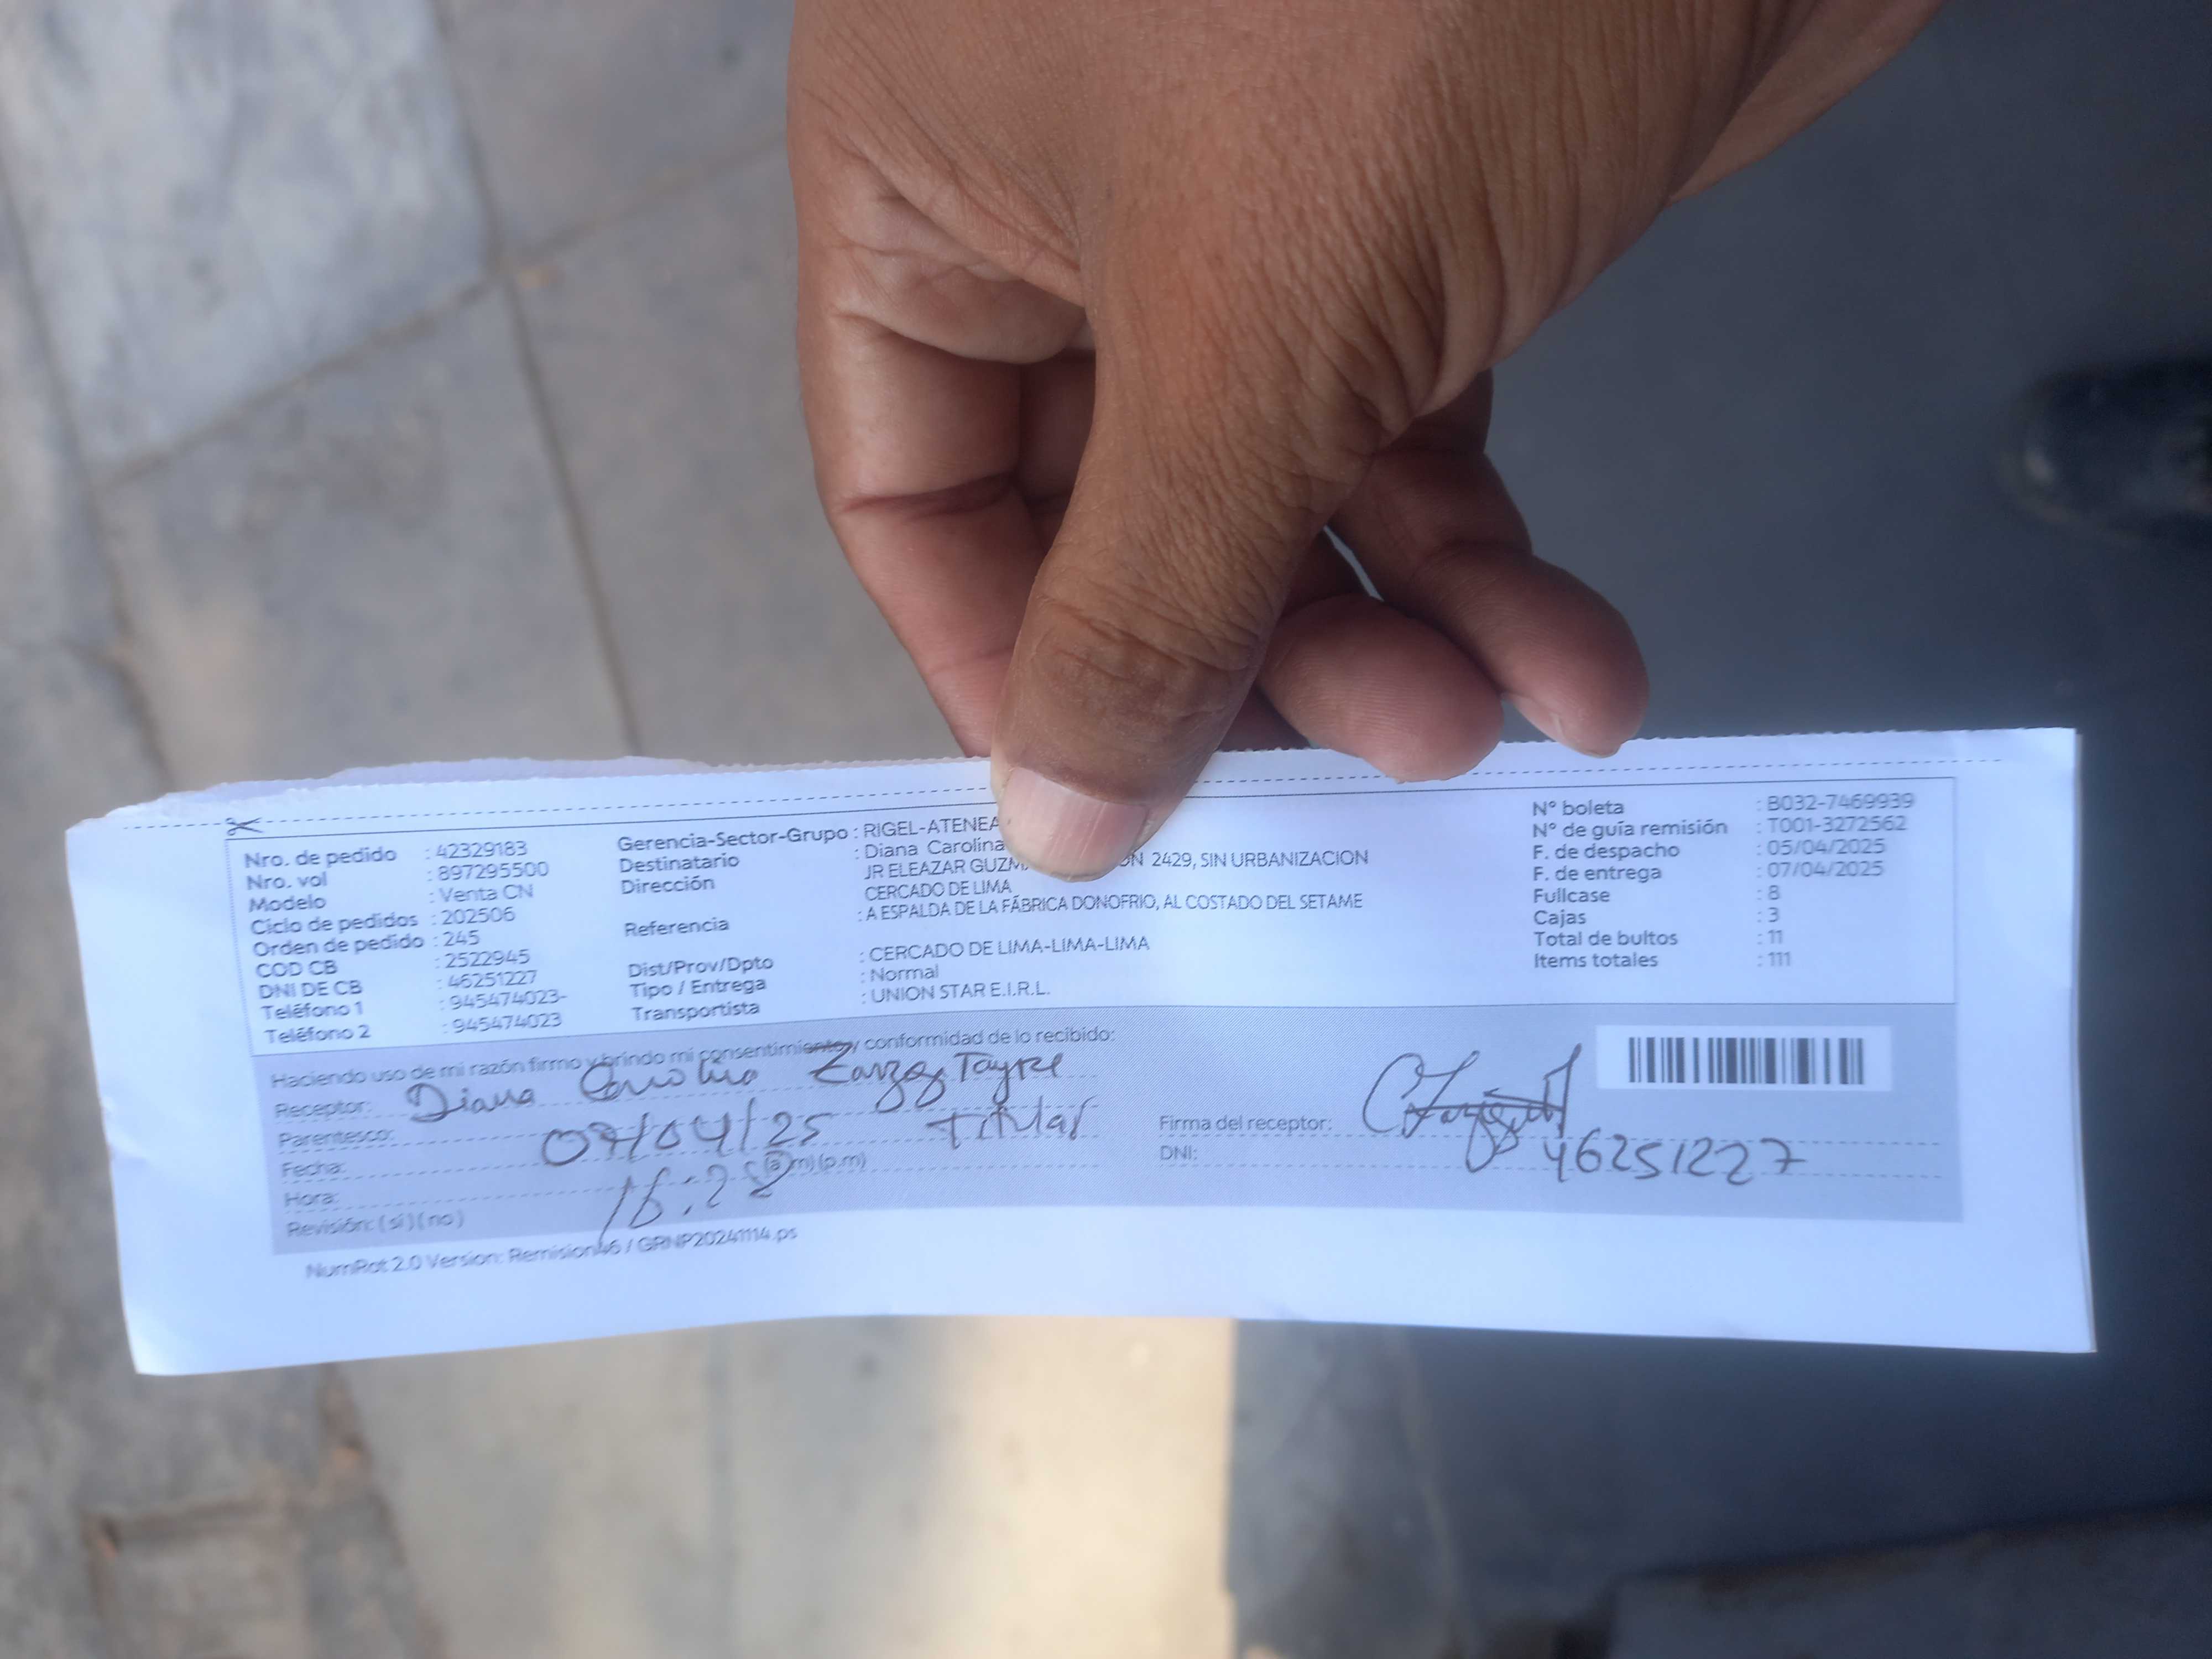 Nro. de pedido : 42329183
Nro. vol : 897295500
Modelo : Venta CN
Ciclo de pedidos : 202506
Orden de pedido : 245
COD CB : 2522945
DNI DE CB : 46251227
Teléfono 1 : 945474023-
Teléfono 2 : 945474023
Gerencia-Sector-Grupo : RIGEL-ATENEA
Destinatario : Diana Carolina
Dirección JR ELEAZAR GUZM ON 2429, SIN URBANIZACION
CERCADO DE LIMA
Referencia : A ESPALDA DE LA FÁBRICA DONOFRIO, AL COSTADO DEL SETAME
Dist/Prov/Dpto : CERCADO DE LIMA-LIMA-LIMA
Tipo / Entrega : Normal
Transportista : UNION STAR E.I.R.L.
N° boleta : B032-7469939
N° de guía remisión : T001-3272562
F. de despacho : 05/04/2025
F. de entrega : 07/04/2025
Fullcase : 8
Cajas : 3
Total de bultos : 11
Items totales : 111
Haciendo uso de mi razón firmo y brindo mi consentimiento y conformidad de lo recibido:
Receptor: Diana Carolina
Parentesco: Titular
Fecha: 07/04/25
Hora: 16:22 (a.m) (p.m)
Revisión: ( si ) ( no )
Firma del receptor:
DNI: 46251227
NumRot 2.0 Version: Remision46 / GRNP20241114.ps